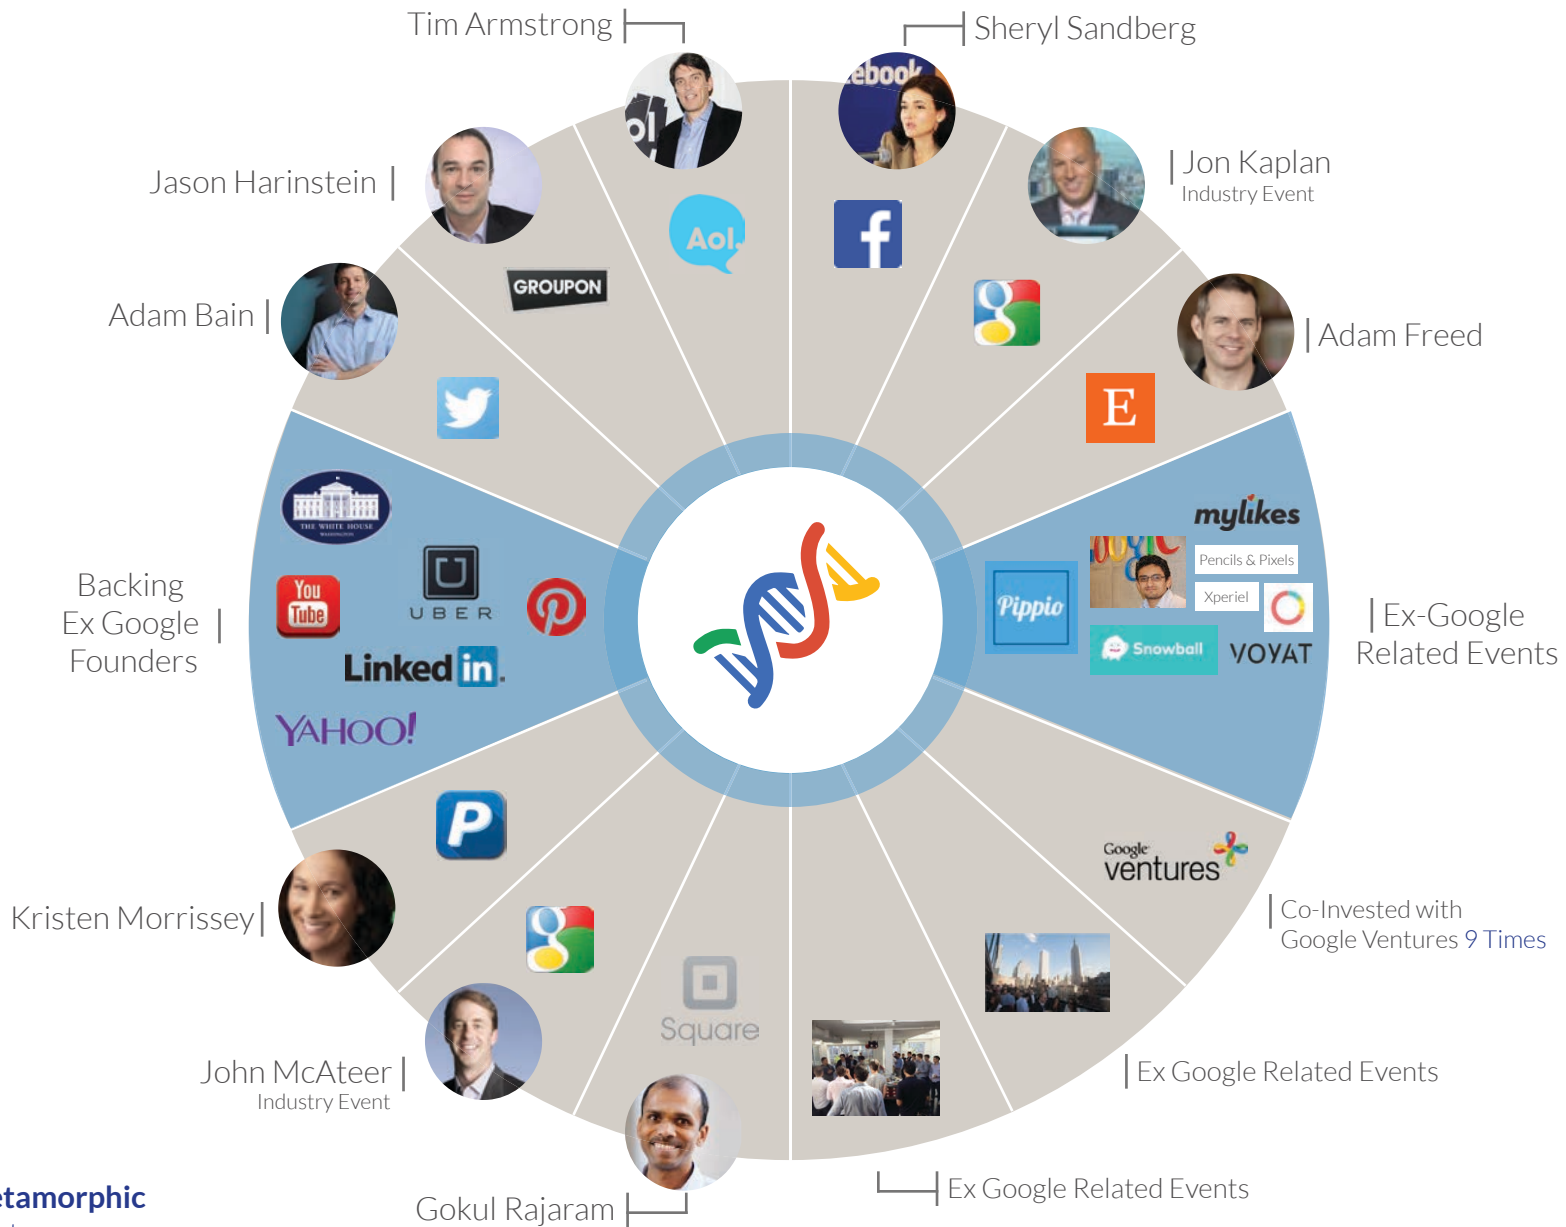 Tim Armstrong
Sheryl Sandberg
ebook
ol
Jason Harinstein
Jon Kaplan
Industry Event
Aol.
f
GROUPON
g
Adam Bain
Adam Freed
E
THE WHITE HOUSE
WASHINGTON
mylikes
Pencils & Pixels
Xperiel
Pippio
Snowball
VOYAT
You
Tube
U
UBER
P
Linked in.
YAHOO!
Backing
Ex Google
Founders
Ex-Google
Related Events
P
Google
ventures
Kristen Morrissey
Co-Invested with
Google Ventures 9 Times
g
Square
John McAteer
Industry Event
Ex Google Related Events
Gokul Rajaram
Ex Google Related Events
etamorphic